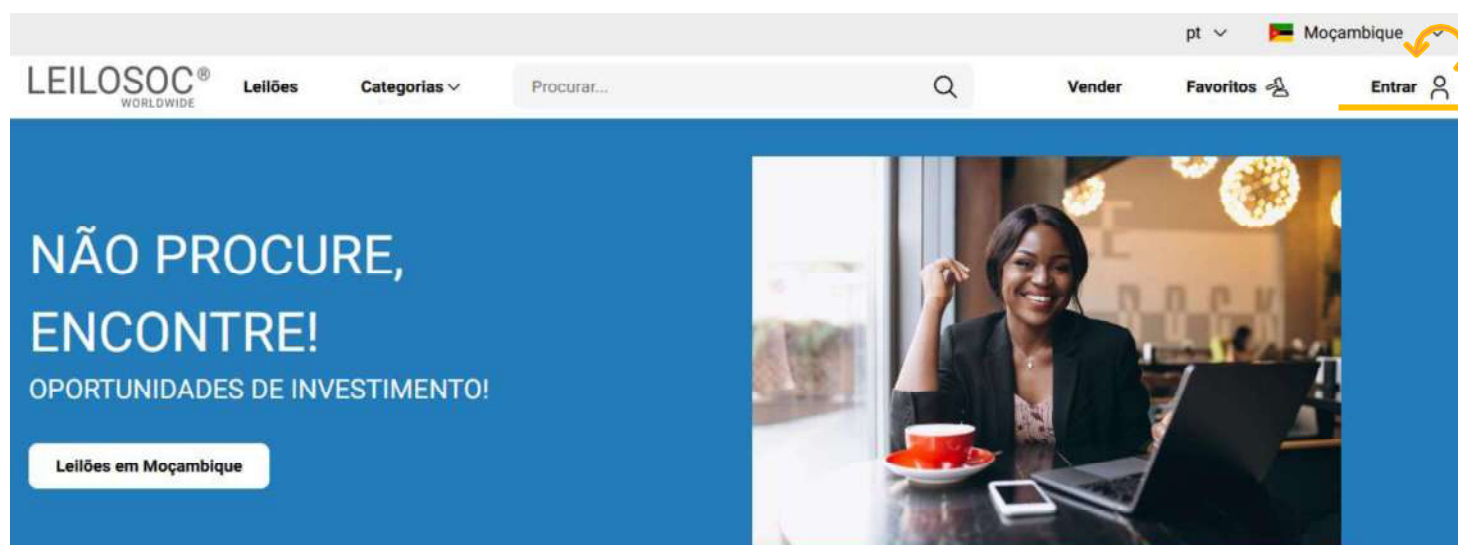 pt Moçambique
LEILOSOC® Leilões Categorias Procurar... Vender Favoritos Entrar
WORLDWIDE
NÃO PROCURE,
ENCONTRE!
OPORTUNIDADES DE INVESTIMENTO!
Leilões em Moçambique